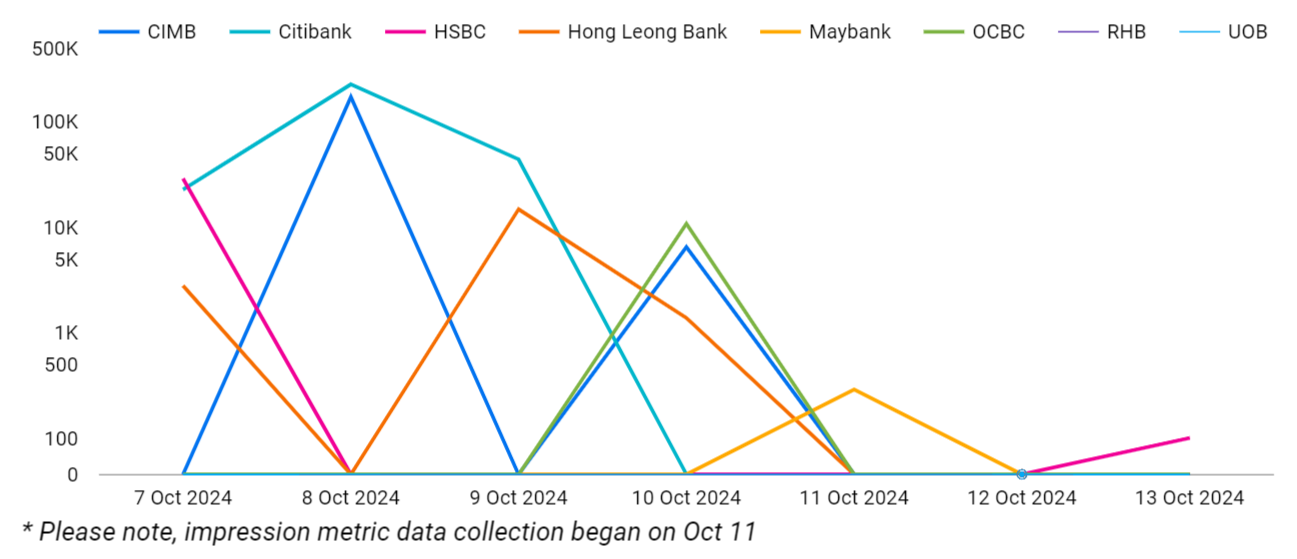 CIMB Citibank HSBC Hong Leong Bank Maybank OCBC RHB UOB
500K
100K
50K
10K
5K
1K
500
100
0
7 Oct 2024 8 Oct 2024 9 Oct 2024 10 Oct 2024 11 Oct 2024 12 Oct 2024 13 Oct 2024
* Please note, impression metric data collection began on Oct 11